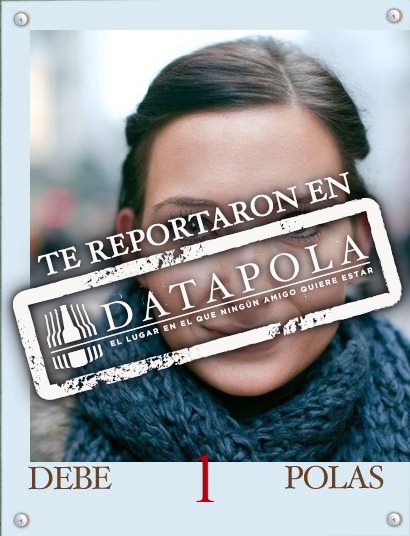 TE REPORTARON EN
DATAPOLA
EL LUGAR EN EL QUE NINGÚN AMIGO QUIERE ESTAR
DEBE 1 POLAS